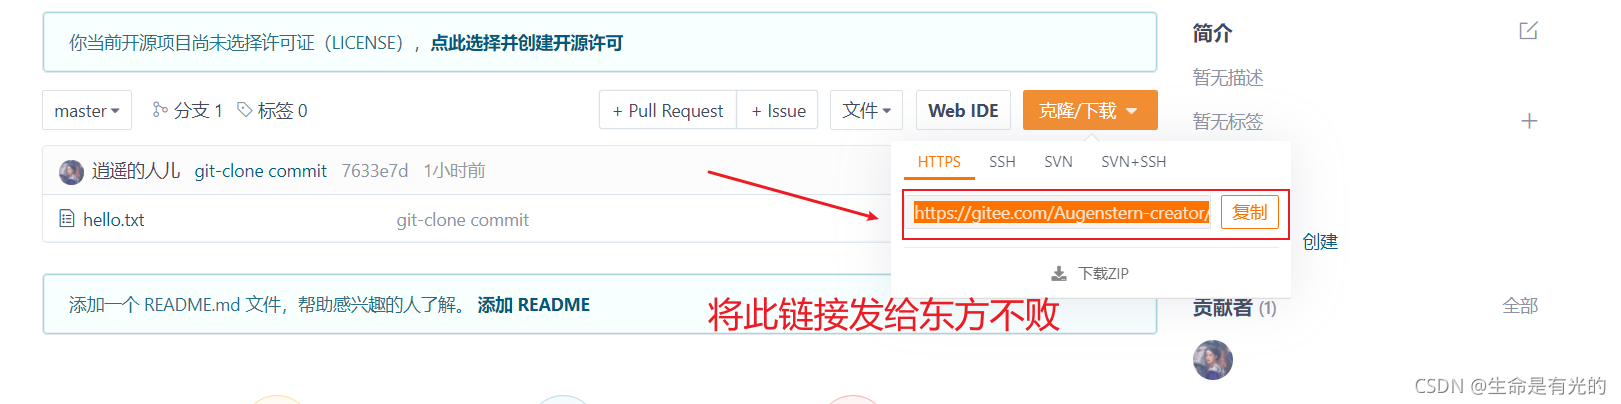 你当前开源项目尚未选择许可证（LICENSE），点此选择并创建开源许可
简介
暂无描述
master 分支 1 标签 0 + Pull Request + Issue 文件 Web IDE 克隆/下载
暂无标签
逍遥的人儿 git-clone commit 7633e7d 1小时前
HTTPS SSH SVN SVN+SSH
hello.txt git-clone commit
https://gitee.com/Augenstern-creator/ 复制
创建
下载ZIP
添加一个 README.md 文件，帮助感兴趣的人了解。添加 README
将此链接发给东方不败
贡献者 (1) 全部
CSDN @生命是有光的